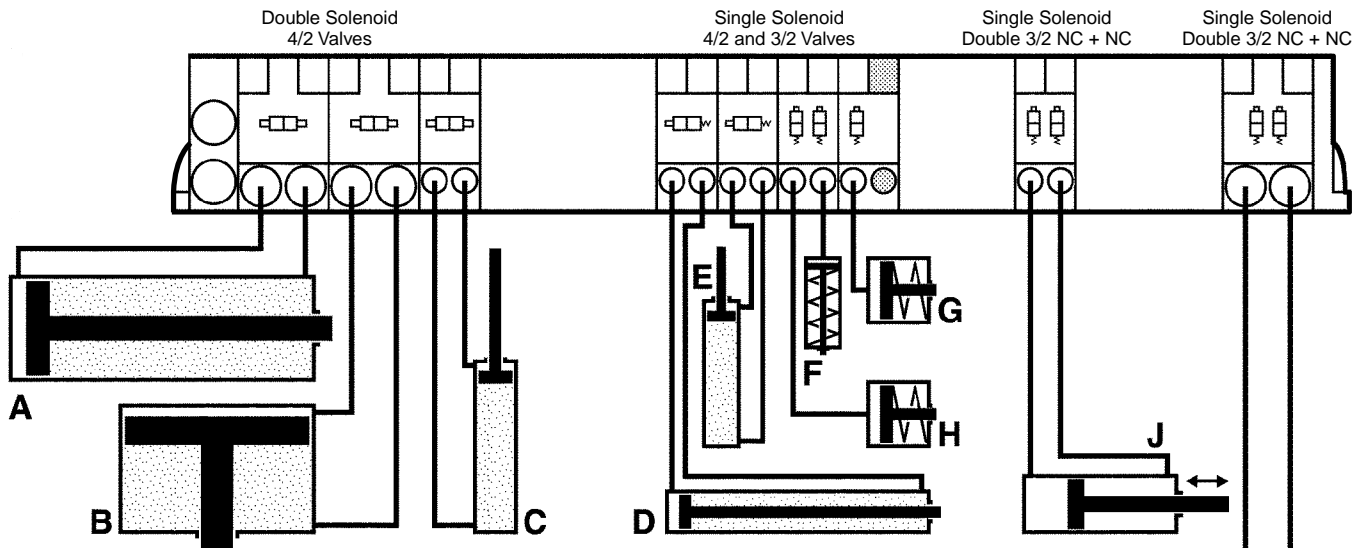 Double Solenoid
4/2 Valves
Single Solenoid
4/2 and 3/2 Valves
Single Solenoid
Double 3/2 NC + NC
Single Solenoid
Double 3/2 NC + NC
E
G
F
A
H
J
B
C
D